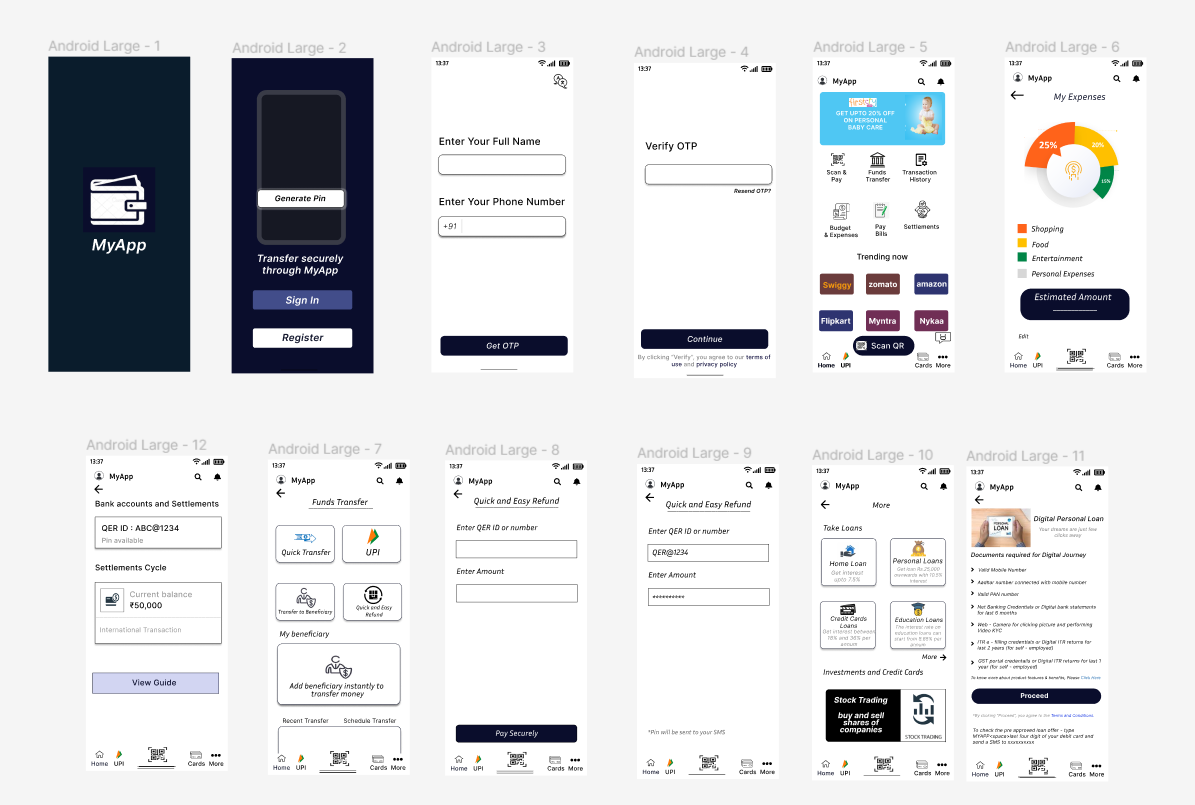 Android Large - 1
MyApp
Android Large - 2
Generate Pin
Transfer securely
through MyApp
Sign In
Register
Android Large - 3
13:37
Enter Your Full Name
Enter Your Phone Number
+91
Get OTP
Android Large - 4
13:37
Verify OTP
Resend OTP?
Continue
By clicking "Verify", you agree to our terms of
use and privacy policy
Android Large - 5
13:37
MyApp
GET UPTO 20% OFF
ON PERSONAL
BABY CARE
Scan &
Pay
Funds
Transfer
Transaction
History
Budget
& Expenses
Pay
Bills
Settlements
Trending now
Swiggy
zomato
amazon
Flipkart
Myntra
Nykaa
Scan QR
Home
UPI
Cards
More
Android Large - 6
13:37
MyApp
My Expenses
25%
20%
15%
Shopping
Food
Entertainment
Personal Expenses
Estimated Amount
Edit
Home
UPI
Cards
More
Android Large - 12
13:37
MyApp
Bank accounts and Settlements
QER ID : ABC@1234
Pin available
Settlements Cycle
Current balance
₹50,000
International Transaction
View Guide
Home
UPI
Cards
More
Android Large - 7
13:37
MyApp
Funds Transfer
Quick Transfer
UPI
Transfer to Beneficiary
Quick and Easy
Refund
My beneficiary
Add beneficiary instantly to
transfer money
Recent Transfer
Schedule Transfer
Home
UPI
Cards
More
Android Large - 8
13:37
MyApp
Quick and Easy Refund
Enter QER ID or number
Enter Amount
Pay Securely
Home
UPI
Cards
More
Android Large - 9
13:37
MyApp
Quick and Easy Refund
Enter QER ID or number
QER@1234
Enter Amount
**********
*Pin will be sent to your SMS
Home
UPI
Cards
More
Android Large - 10
13:37
MyApp
More
Take Loans
Home Loan
Get interest
upto 7.5%
Personal Loans
Get loan Rs 25,000
onwards with 10.5%
interest
Credit Cards
Loans
Get interest between
16% and 36% per
annum
Education Loans
The interest rate on
education loans can
start from
annum
More
Investments and Credit Cards
Stock Trading
buy and sell
shares of
companies
STOCK TRADING
Home
UPI
Cards
More
Android Large - 11
13:37
MyApp
PERSONAL
LOAN
Digital Personal Loan
Your dreams are just few
clicks away
Documents required for Digital Journey
Valid Mobile Number
number connected with mobile number
Valid PAN number
Net Banking Credentials or Digital bank statements
for last 6 months
Web - Camera for clicking picture and performing
Video KYC
ITR e - filling credentials or Digital ITR returns for
last 2 years (for self - employed)
GST portal credentials or Digital ITR returns for last 1
year (for self - employed)
To know more about product features & benefits, Please Click Here
Proceed
*By clicking "Proceed", you agree to the Terms and Conditions
To check the pre approved loan offer - type
MYAPP<space>last four digit of your debit card and
send a SMS to xxxxxxxxxx
Home
UPI
Cards
More